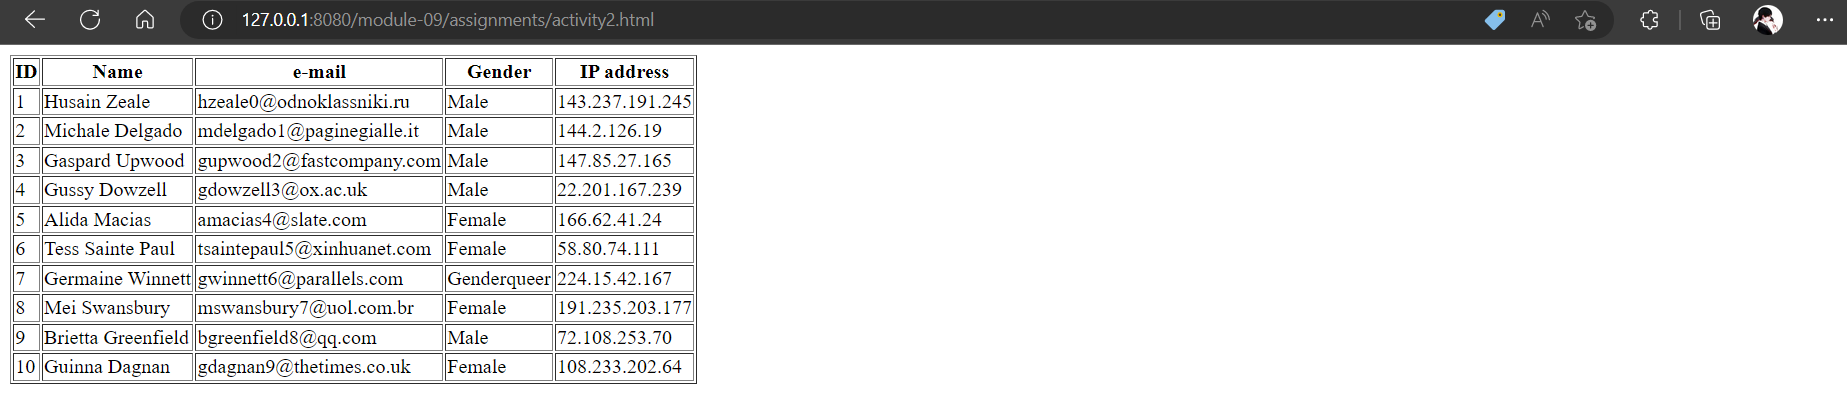 127.0.0.1:8080/module-09/assignments/activity2.html
ID Name e-mail Gender IP address
1 Husain Zeale hzeale0@odnoklassniki.ru Male 143.237.191.245
2 Michale Delgado mdelgado1@paginegialle.it Male 144.2.126.19
3 Gaspard Upwood gupwood2@fastcompany.com Male 147.85.27.165
4 Gussy Dowzell gdowzell3@ox.ac.uk Male 22.201.167.239
5 Alida Macias amacias4@slate.com Female 166.62.41.24
6 Tess Sainte Paul tsaintepaul5@xinhuanet.com Female 58.80.74.111
7 Germaine Winnett gwinnett6@parallels.com Genderqueer 224.15.42.167
8 Mei Swansbury mswansbury7@uol.com.br Female 191.235.203.177
9 Brietta Greenfield bgreenfield8@qq.com Male 72.108.253.70
10 Guinna Dagnan gdagnan9@thetimes.co.uk Female 108.233.202.64